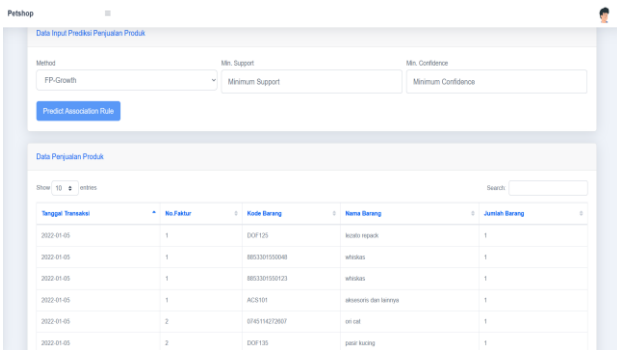 Petshop
Data Input Prediksi Penjualan Produk
Method Min. Support Min. Confidence
FP-Growth Minimum Support Minimum Confidence
Predict Association Rule
Data Penjualan Produk
Show 10 entries Search:
Tanggal Transaksi No.Faktur Kode Barang Nama Barang Jumlah Barang
2022-01-05 1 DOF125 kozato repack 1
2022-01-05 1 8853301550048 whiskas 1
2022-01-05 1 8853301550123 whiskas 1
2022-01-05 1 ACS101 aksesoris dan lainnya 1
2022-01-05 2 0745114272607 ori cat 1
2022-01-05 2 DOF135 pasir kucing 1